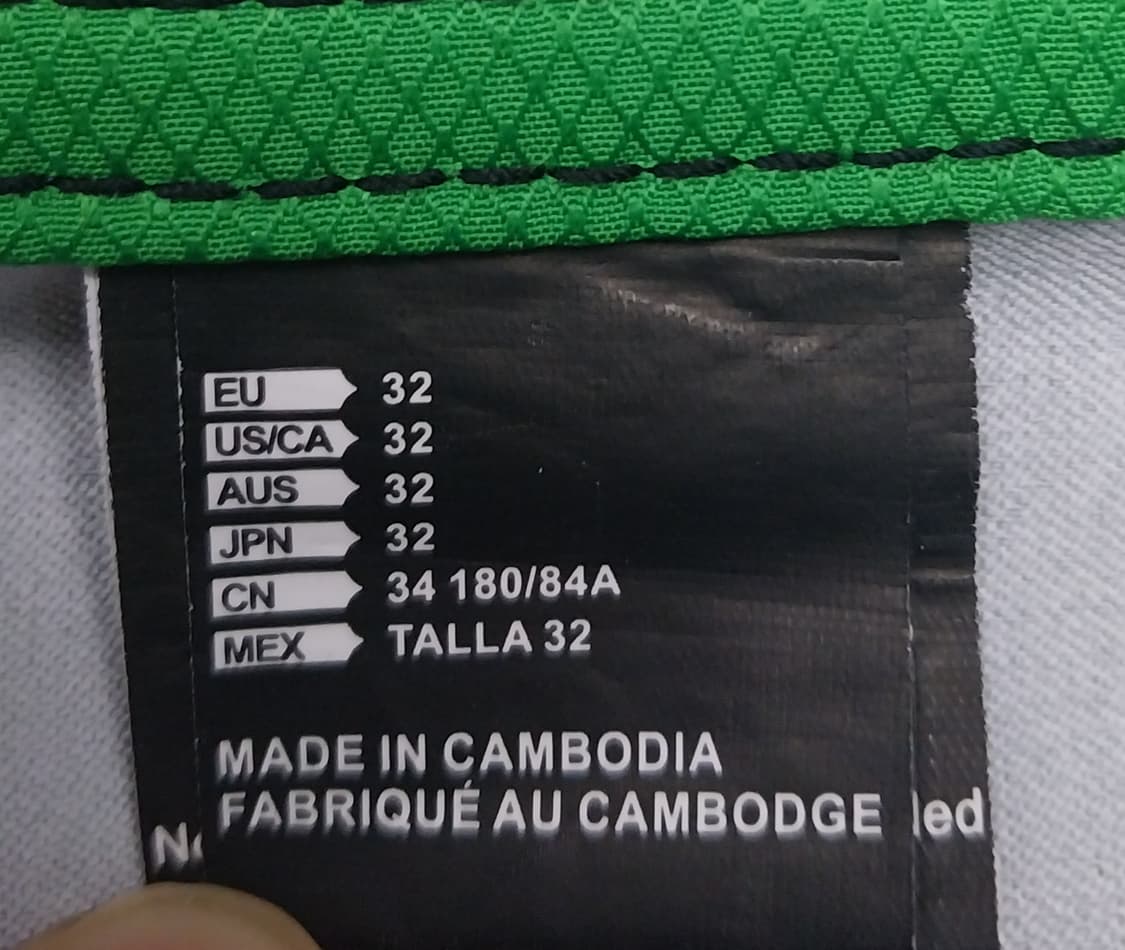 EU 32
US/CA 32
AUS 32
JPN 32
CN 34 180/84A
MEX TALLA 32
MADE IN CAMBODIA
FABRIQUÉ AU CAMBODGE